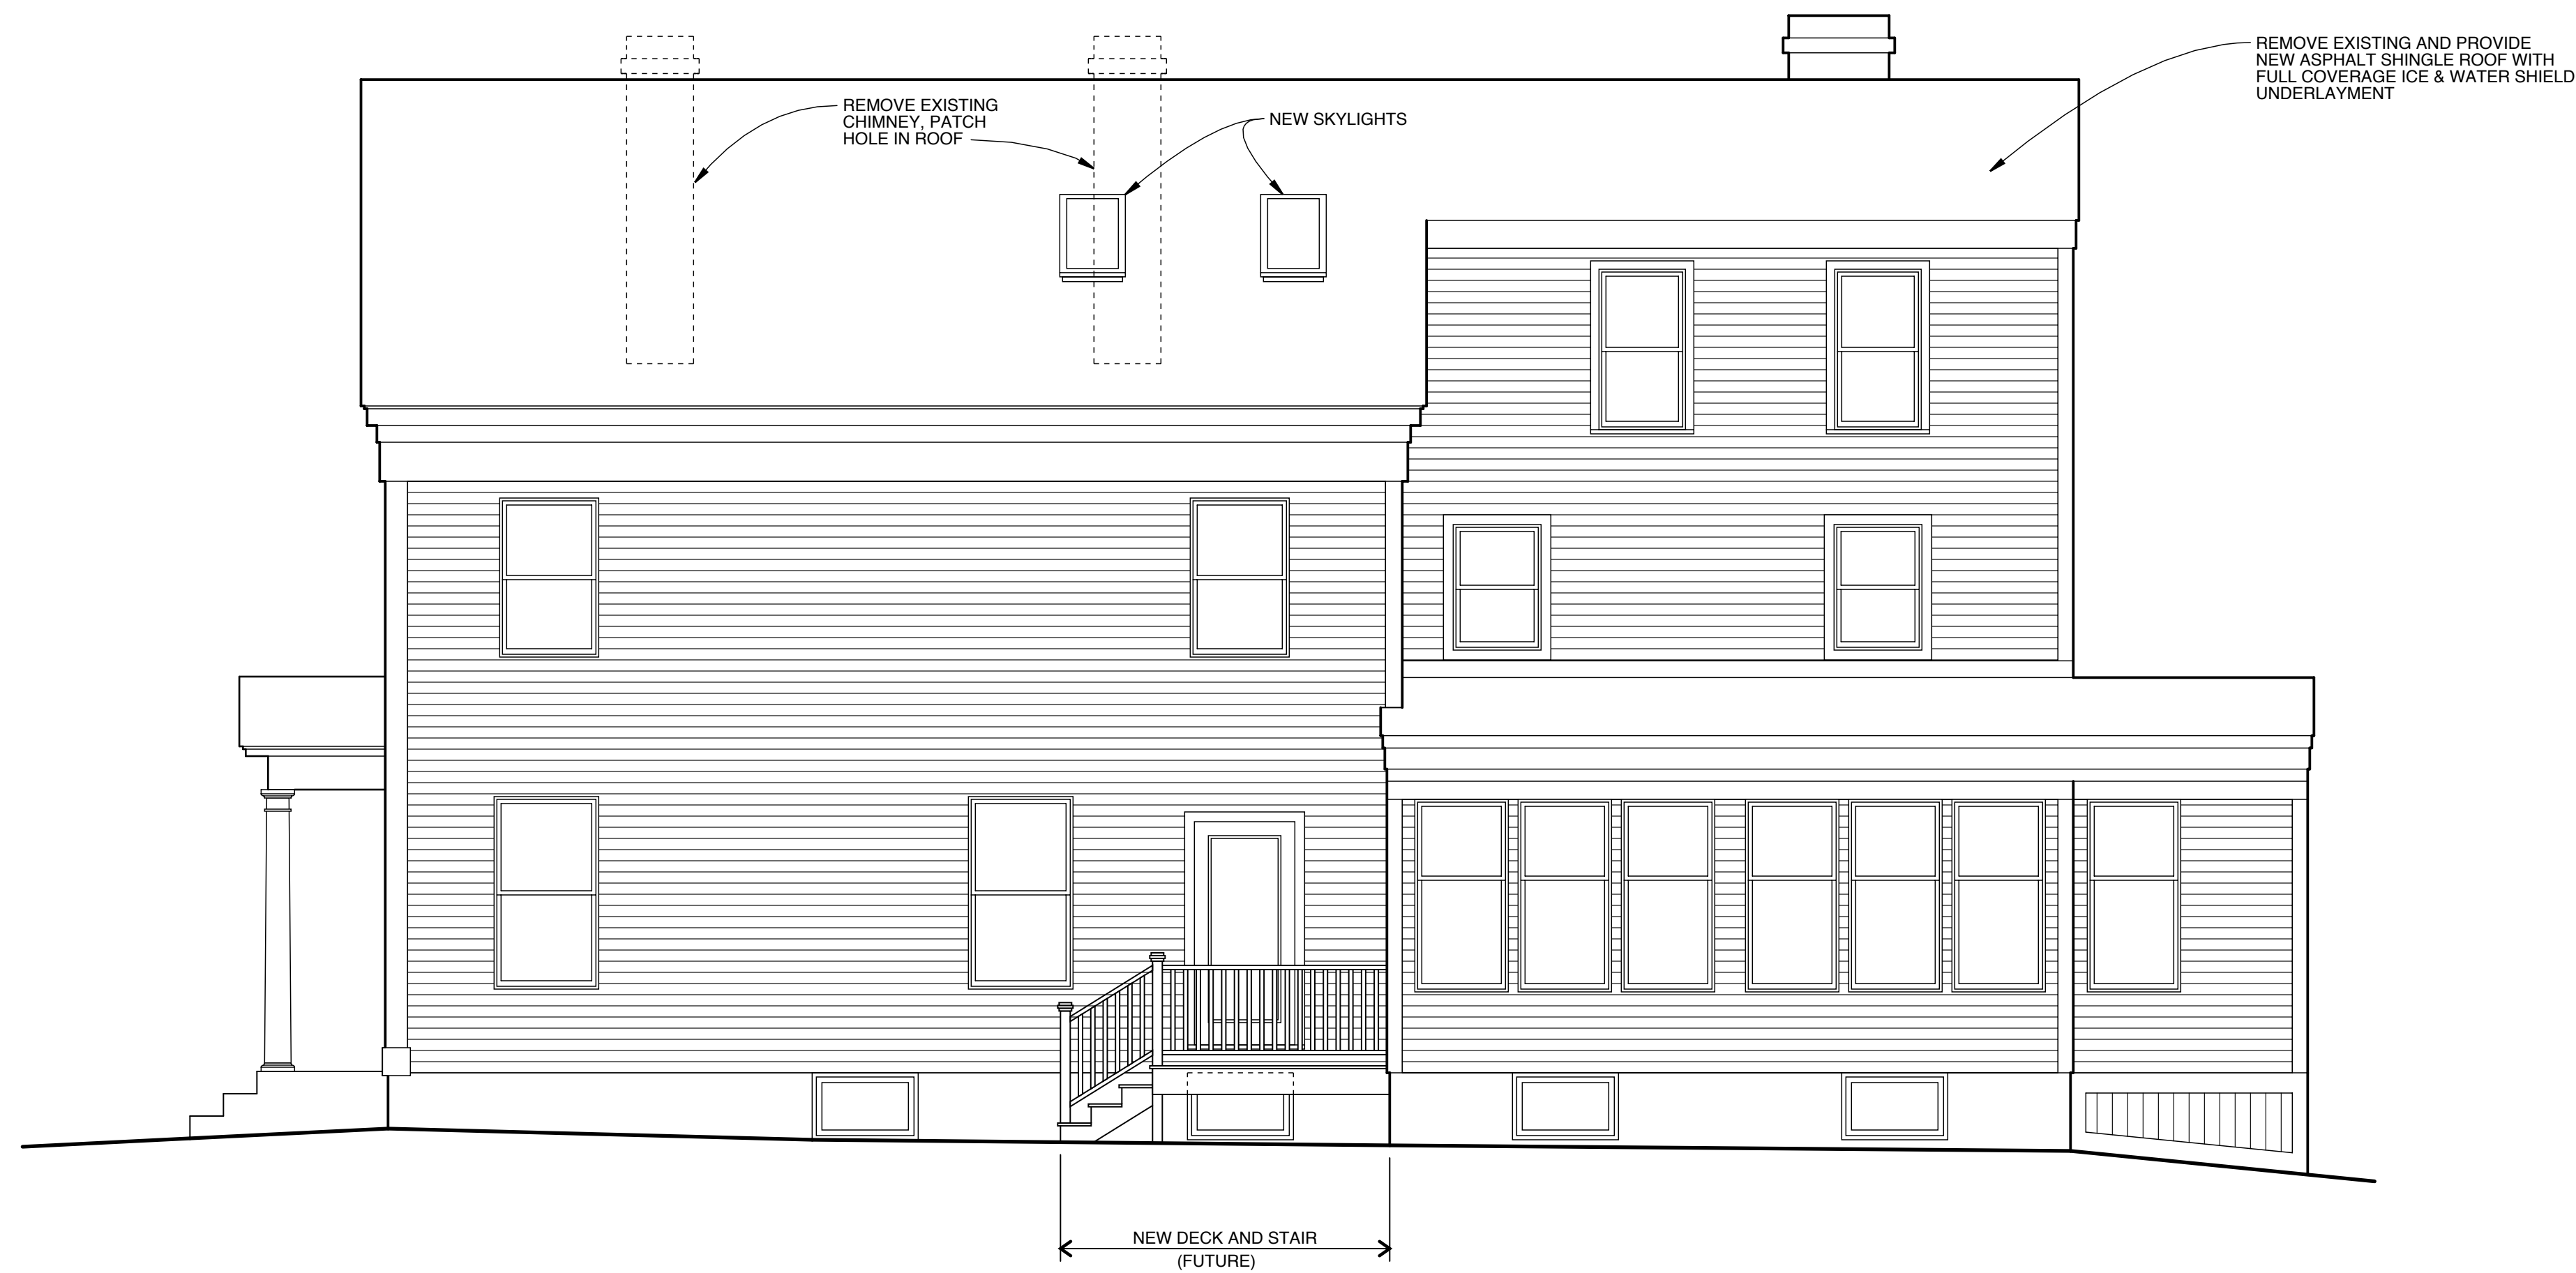 REMOVE EXISTING AND PROVIDE
NEW ASPHALT SHINGLE ROOF WITH
FULL COVERAGE ICE & WATER SHIELD
UNDERLAYMENT
REMOVE EXISTING
CHIMNEY, PATCH
HOLE IN ROOF
NEW SKYLIGHTS
NEW DECK AND STAIR
(FUTURE)